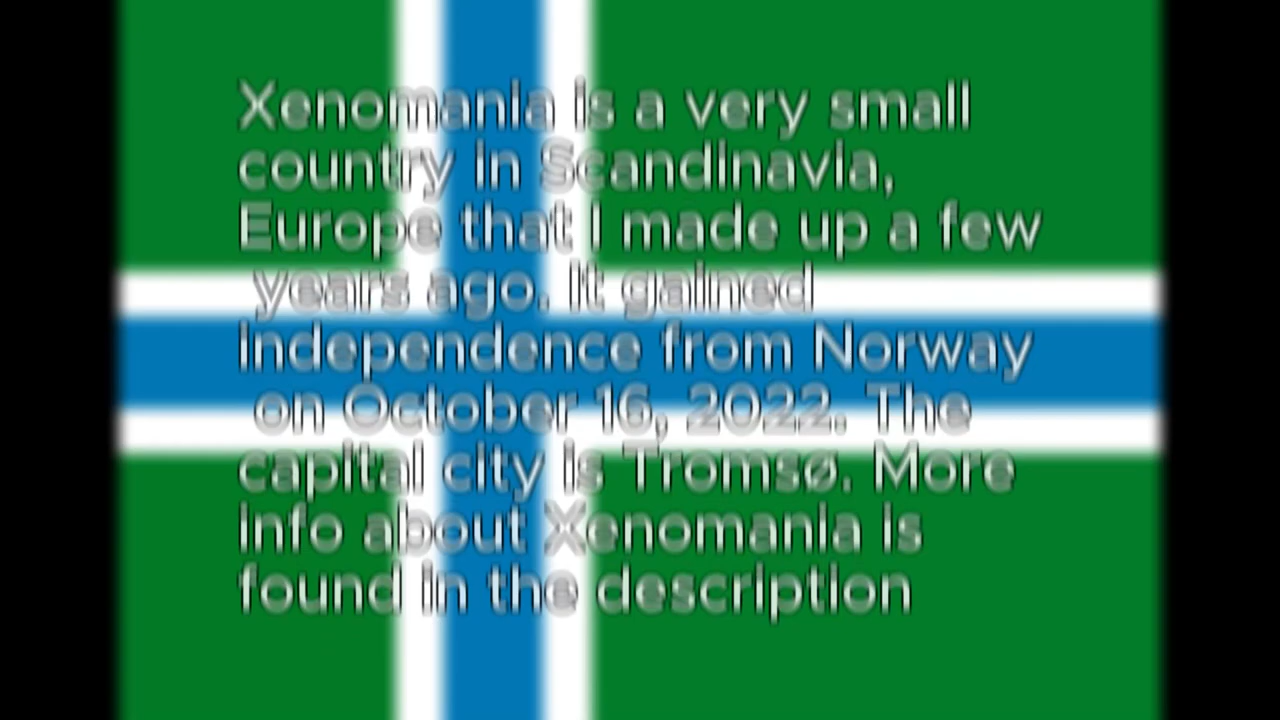 Xenomania is a very small
country in Scandinavia,
Europe that I made up a few
years ago. It gained
independence from Norway
on October 16, 2022. The
capital city is Tromsø. More
info about Xenomania is
found in the description